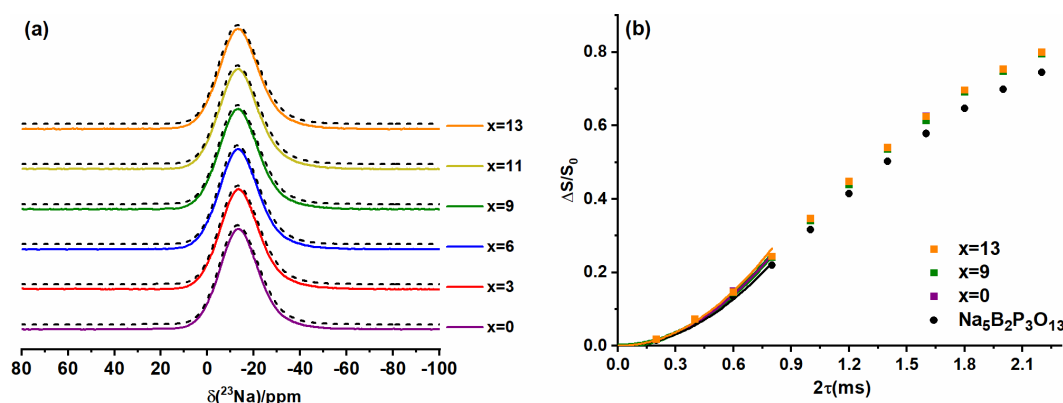 (a)
x=13
x=11
x=9
x=6
x=3
x=0
80 60 40 20 0 -20 -40 -60 -80 -100
δ(²³Na)/ppm
(b)
ΔS/S₀
0.8
0.6
0.4
0.2
0.0
x=13
x=9
x=0
Na₅B₂P₃O₁₃
0.0 0.3 0.6 0.9 1.2 1.5 1.8 2.1
2τ(ms)